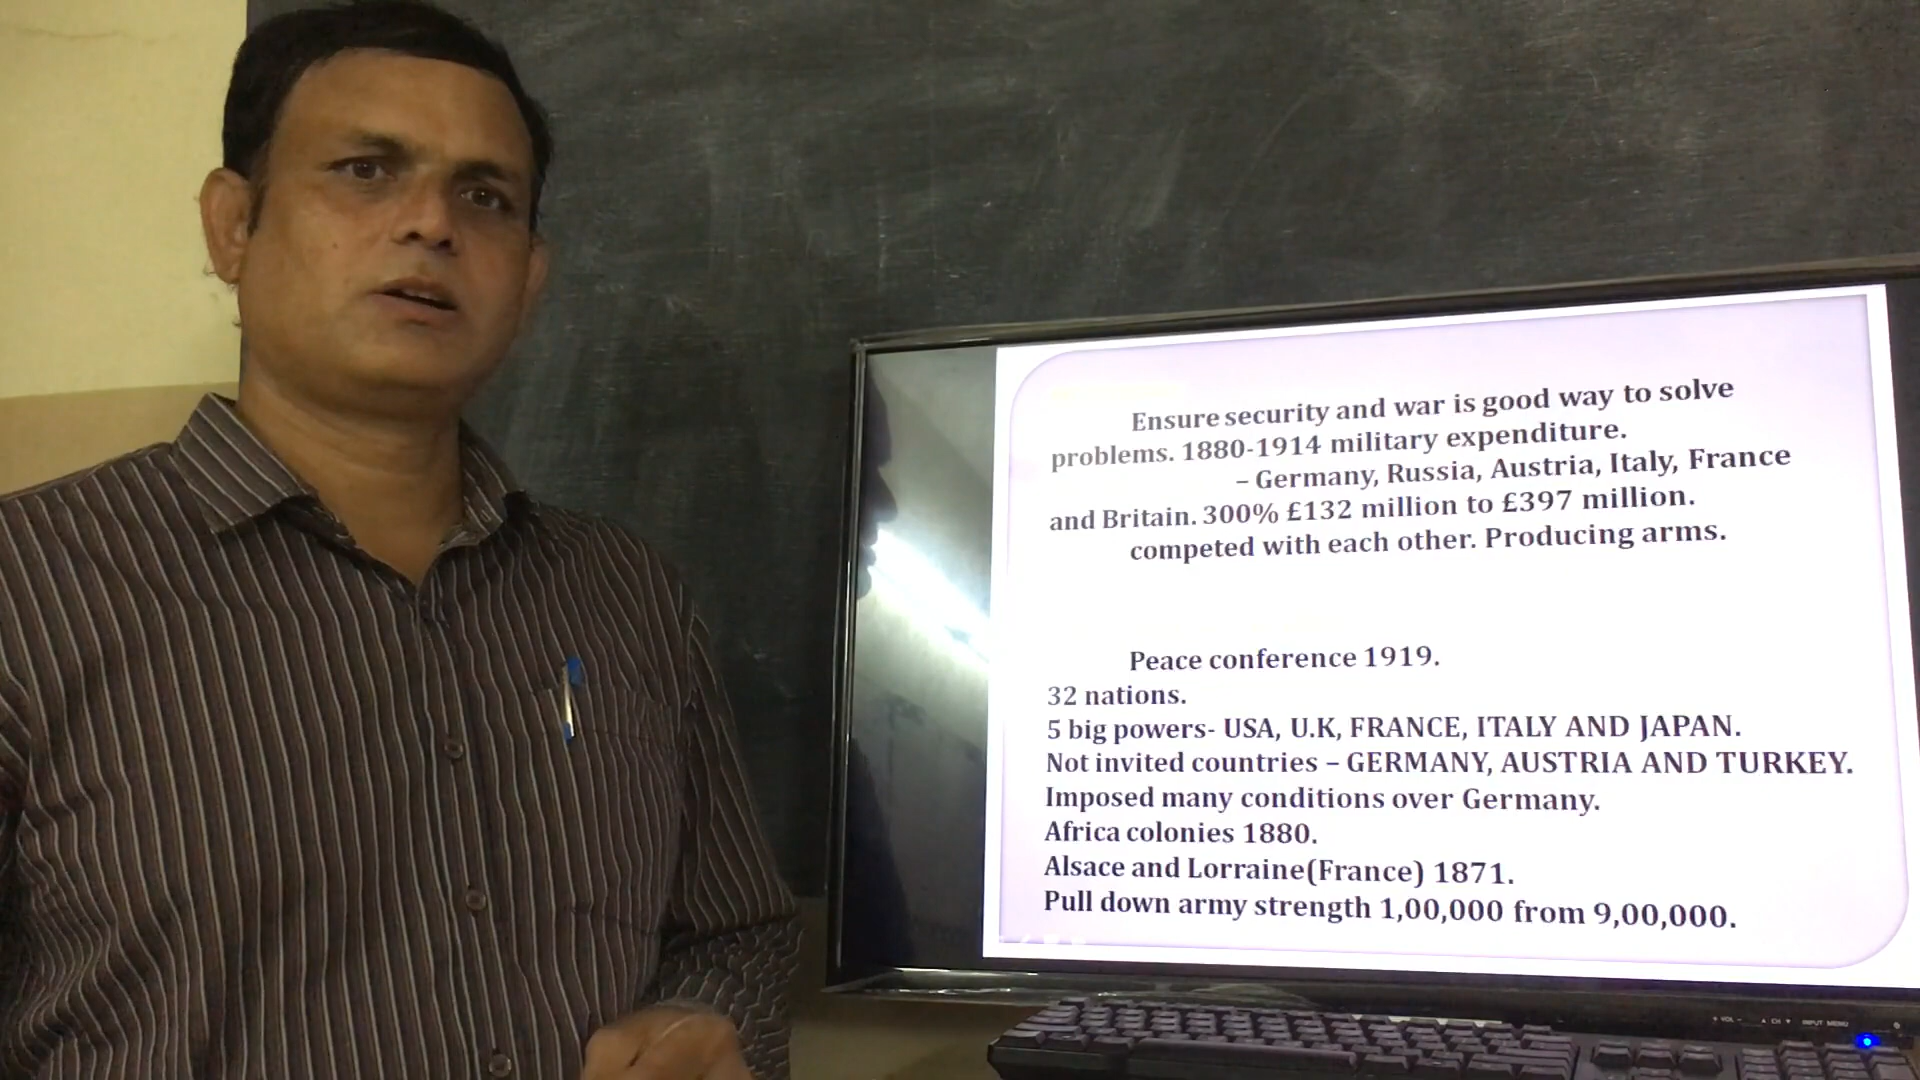 Ensure security and war is good way to solve
problems. 1880-1914 military expenditure.
– Germany, Russia, Austria, Italy, France
and Britain. 300% £132 million to £397 million.
competed with each other. Producing arms.
Peace conference 1919.
32 nations.
5 big powers- USA, U.K, FRANCE, ITALY AND JAPAN.
Not invited countries – GERMANY, AUSTRIA AND TURKEY.
Imposed many conditions over Germany.
Africa colonies 1880.
Alsace and Lorraine(France) 1871.
Pull down army strength 1,00,000 from 9,00,000.
+ VOL – ▲ CH ▼ INPUT MENU